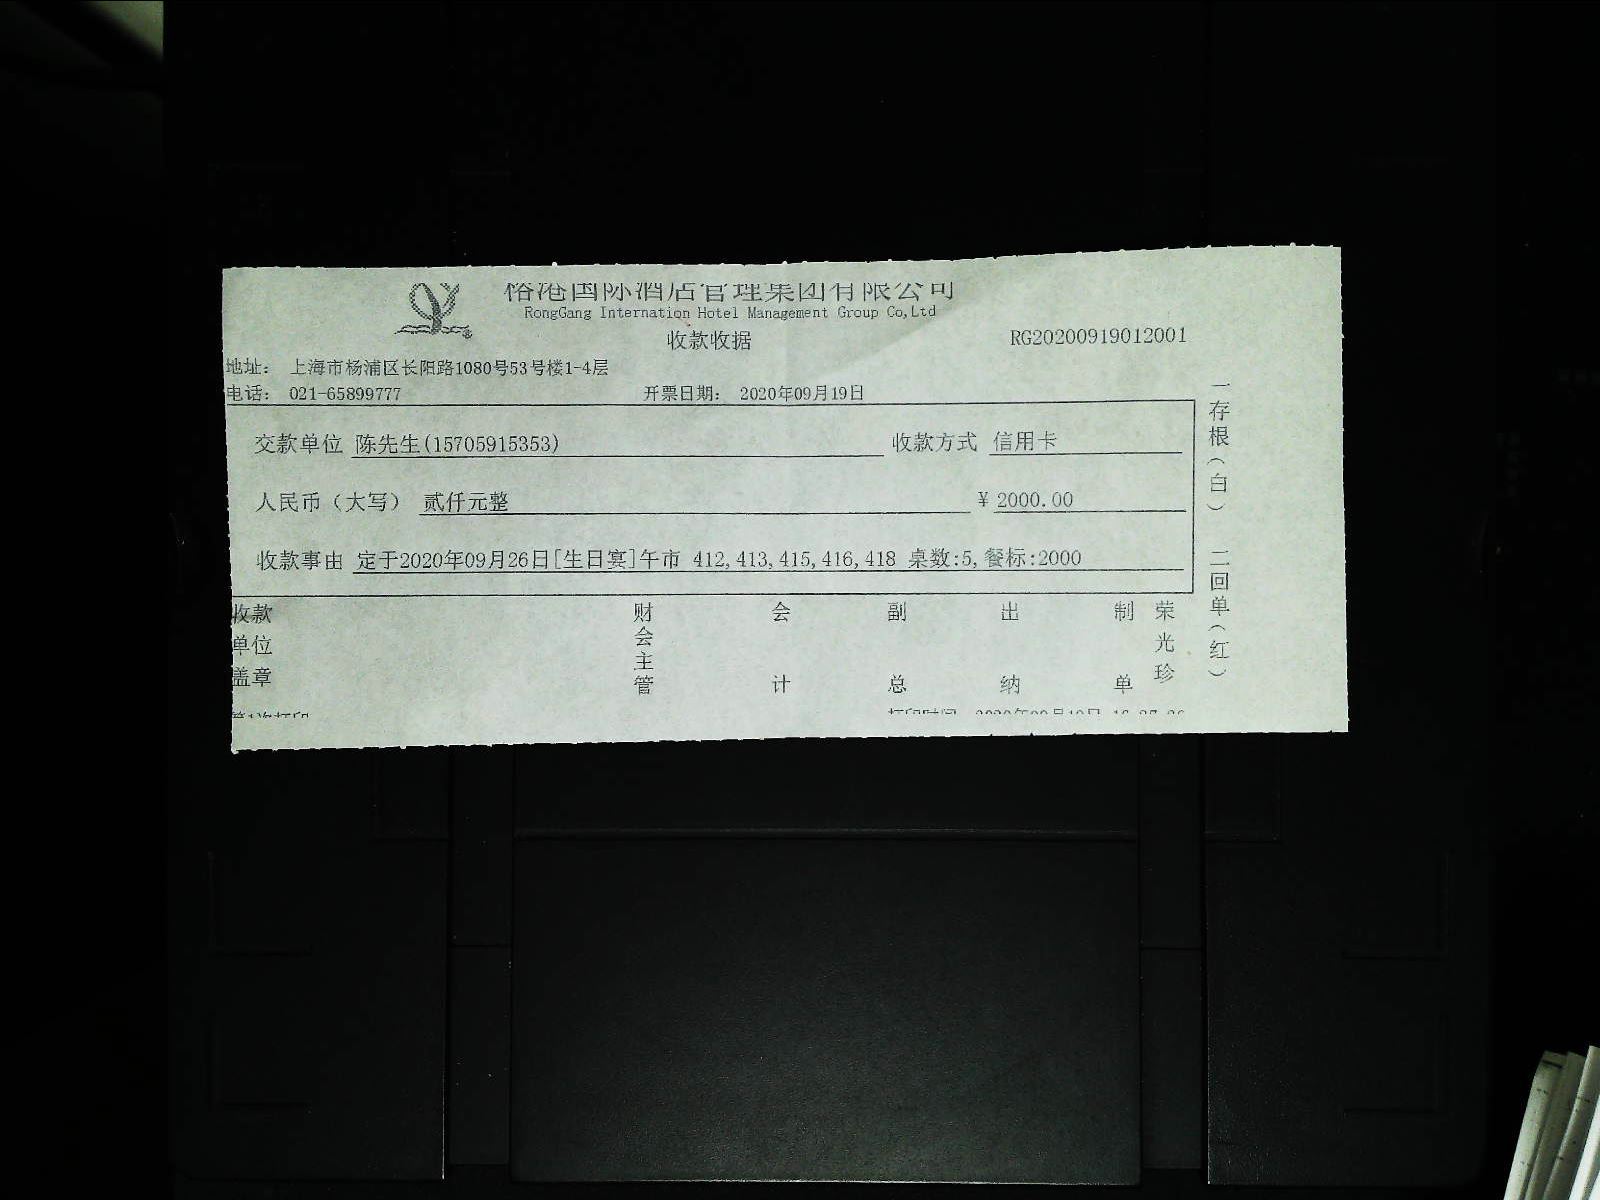 榕港国际酒店管理集团有限公司
RongGang Internation Hotel Management Group Co,Ltd
收款收据
RG20200919012001
地址： 上海市杨浦区长阳路1080号53号楼1-4层
电话： 021-65899777 开票日期： 2020年09月19日
交款单位 陈先生(15705915353) 收款方式 信用卡
人民币（大写） 贰仟元整 ¥ 2000.00
收款事由 定于2020年09月26日[生日宴]午市 412,413,415,416,418 桌数:5,餐标:2000
收款单位盖章 财会主管 会计 副总 出纳 制单 荣光珍
一存根（白） 二回单（红）
第1次打印